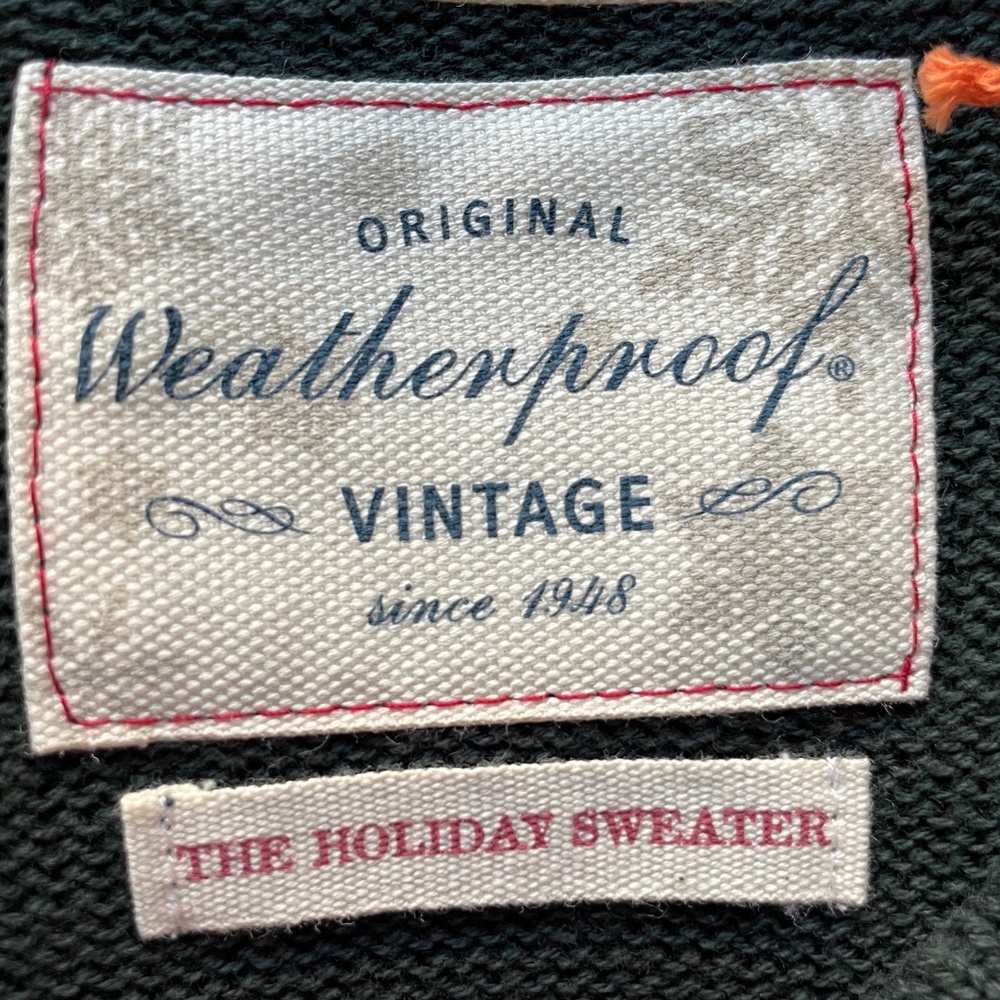 ORIGINAL
Weatherproof®
VINTAGE
since 1948
THE HOLIDAY SWEATER